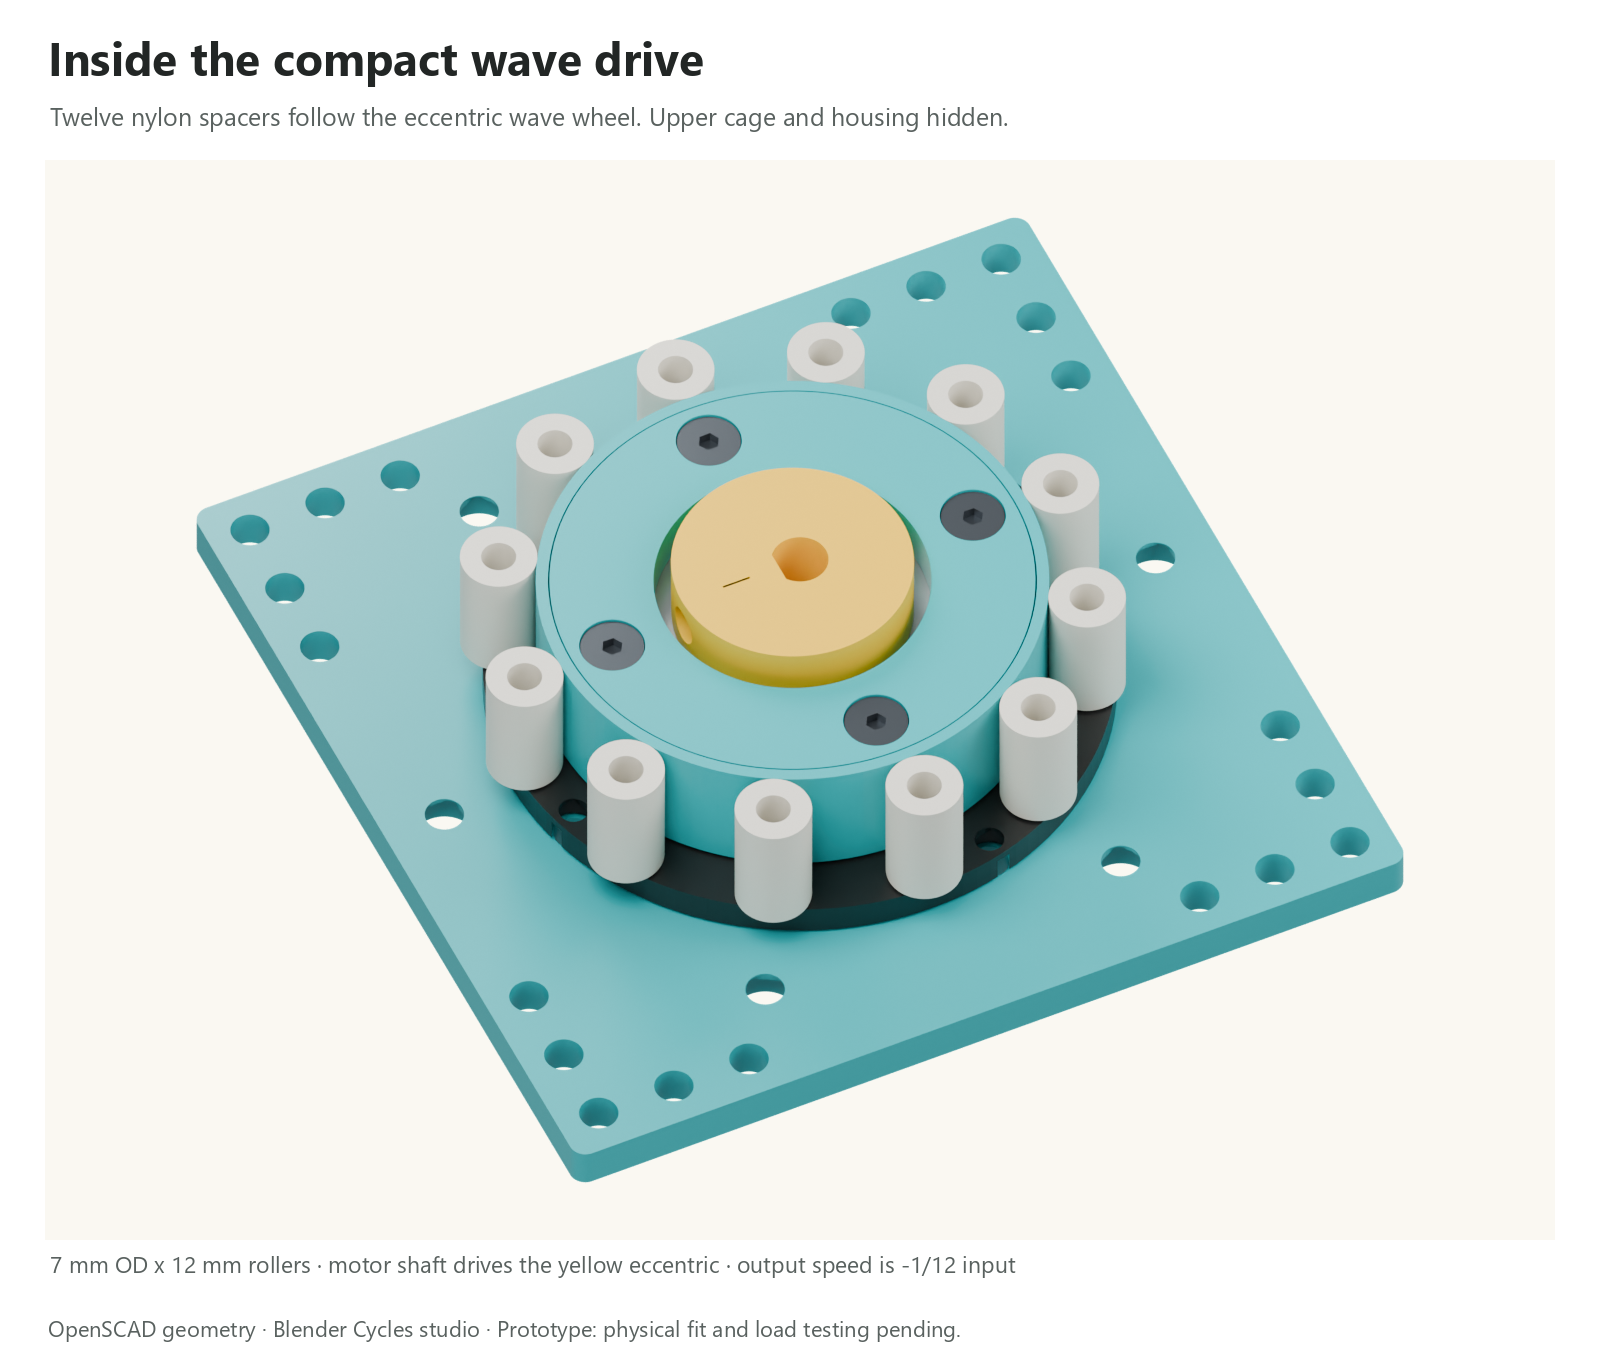 Inside the compact wave drive
Twelve nylon spacers follow the eccentric wave wheel. Upper cage and housing hidden.
7 mm OD x 12 mm rollers · motor shaft drives the yellow eccentric · output speed is -1/12 input
OpenSCAD geometry · Blender Cycles studio · Prototype: physical fit and load testing pending.